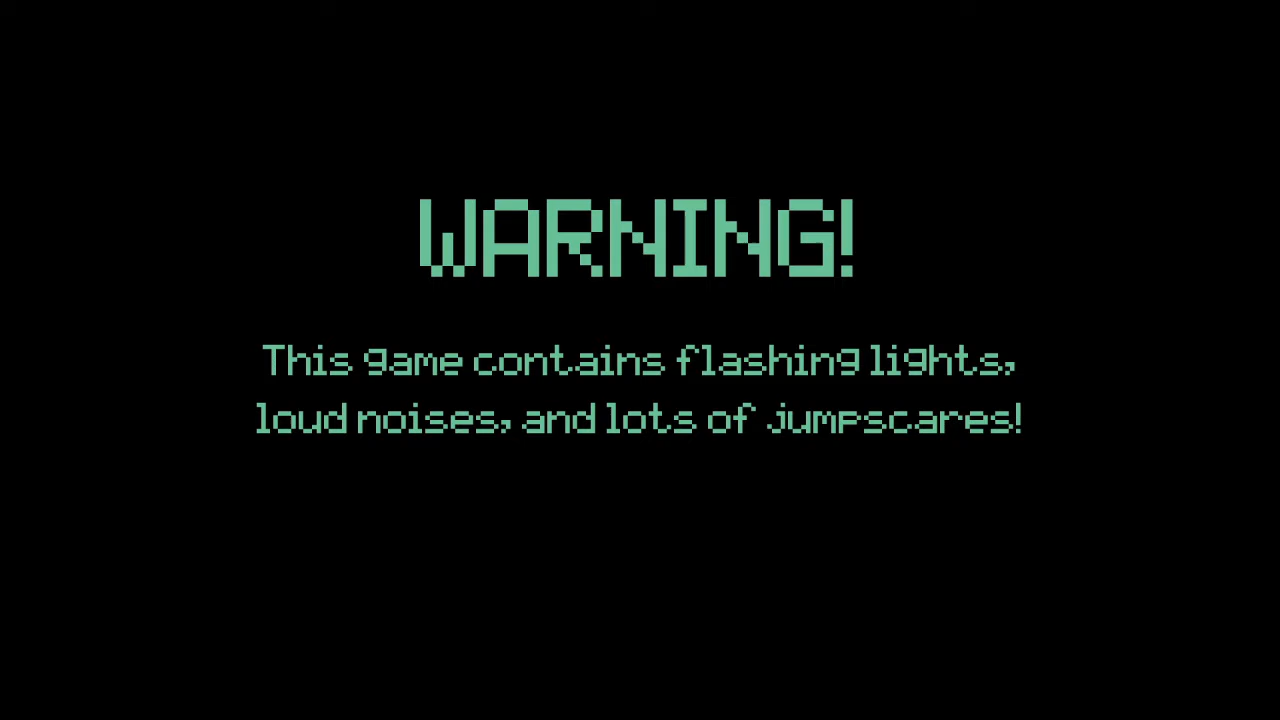 WARNING!
This game contains flashing lights,
loud noises, and lots of jumpscares!